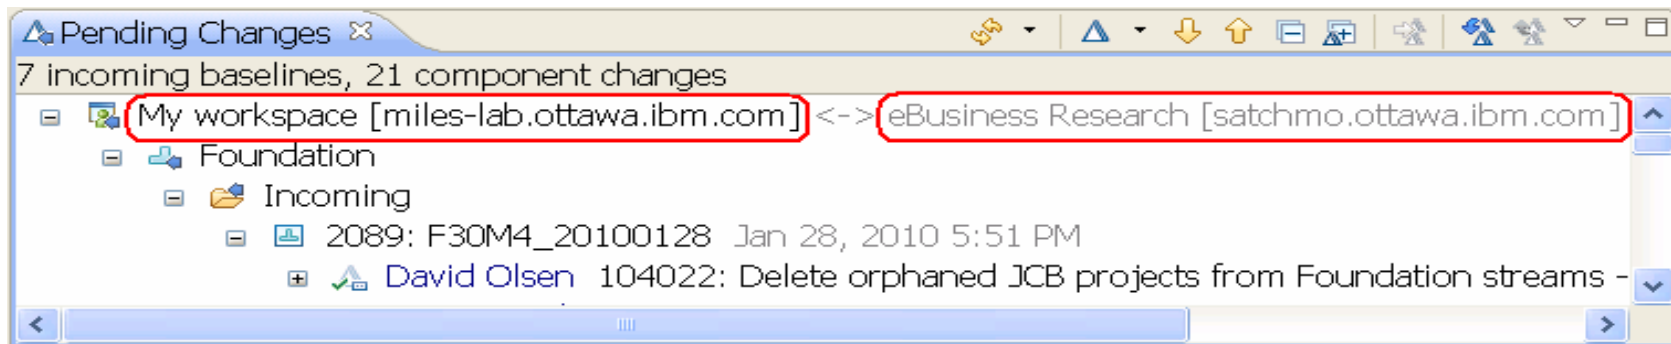 Pending Changes
7 incoming baselines, 21 component changes
My workspace [miles-lab.ottawa.ibm.com] <-> eBusiness Research [satchmo.ottawa.ibm.com]
Foundation
Incoming
2089: F30M4_20100128 Jan 28, 2010 5:51 PM
David Olsen 104022: Delete orphaned JCB projects from Foundation streams -